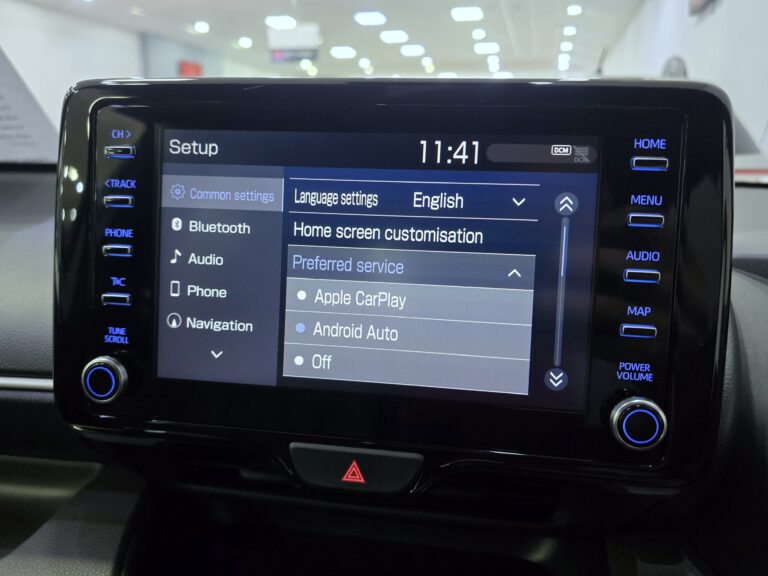 Setup
11:41
DCM
DCM
Common settings
Bluetooth
Audio
Phone
Navigation
Language settings English
Home screen customisation
Preferred service
Apple CarPlay
Android Auto
Off
CH >
< TRACK
PHONE
TUNE
SCROLL
HOME
MENU
AUDIO
MAP
POWER
VOLUME